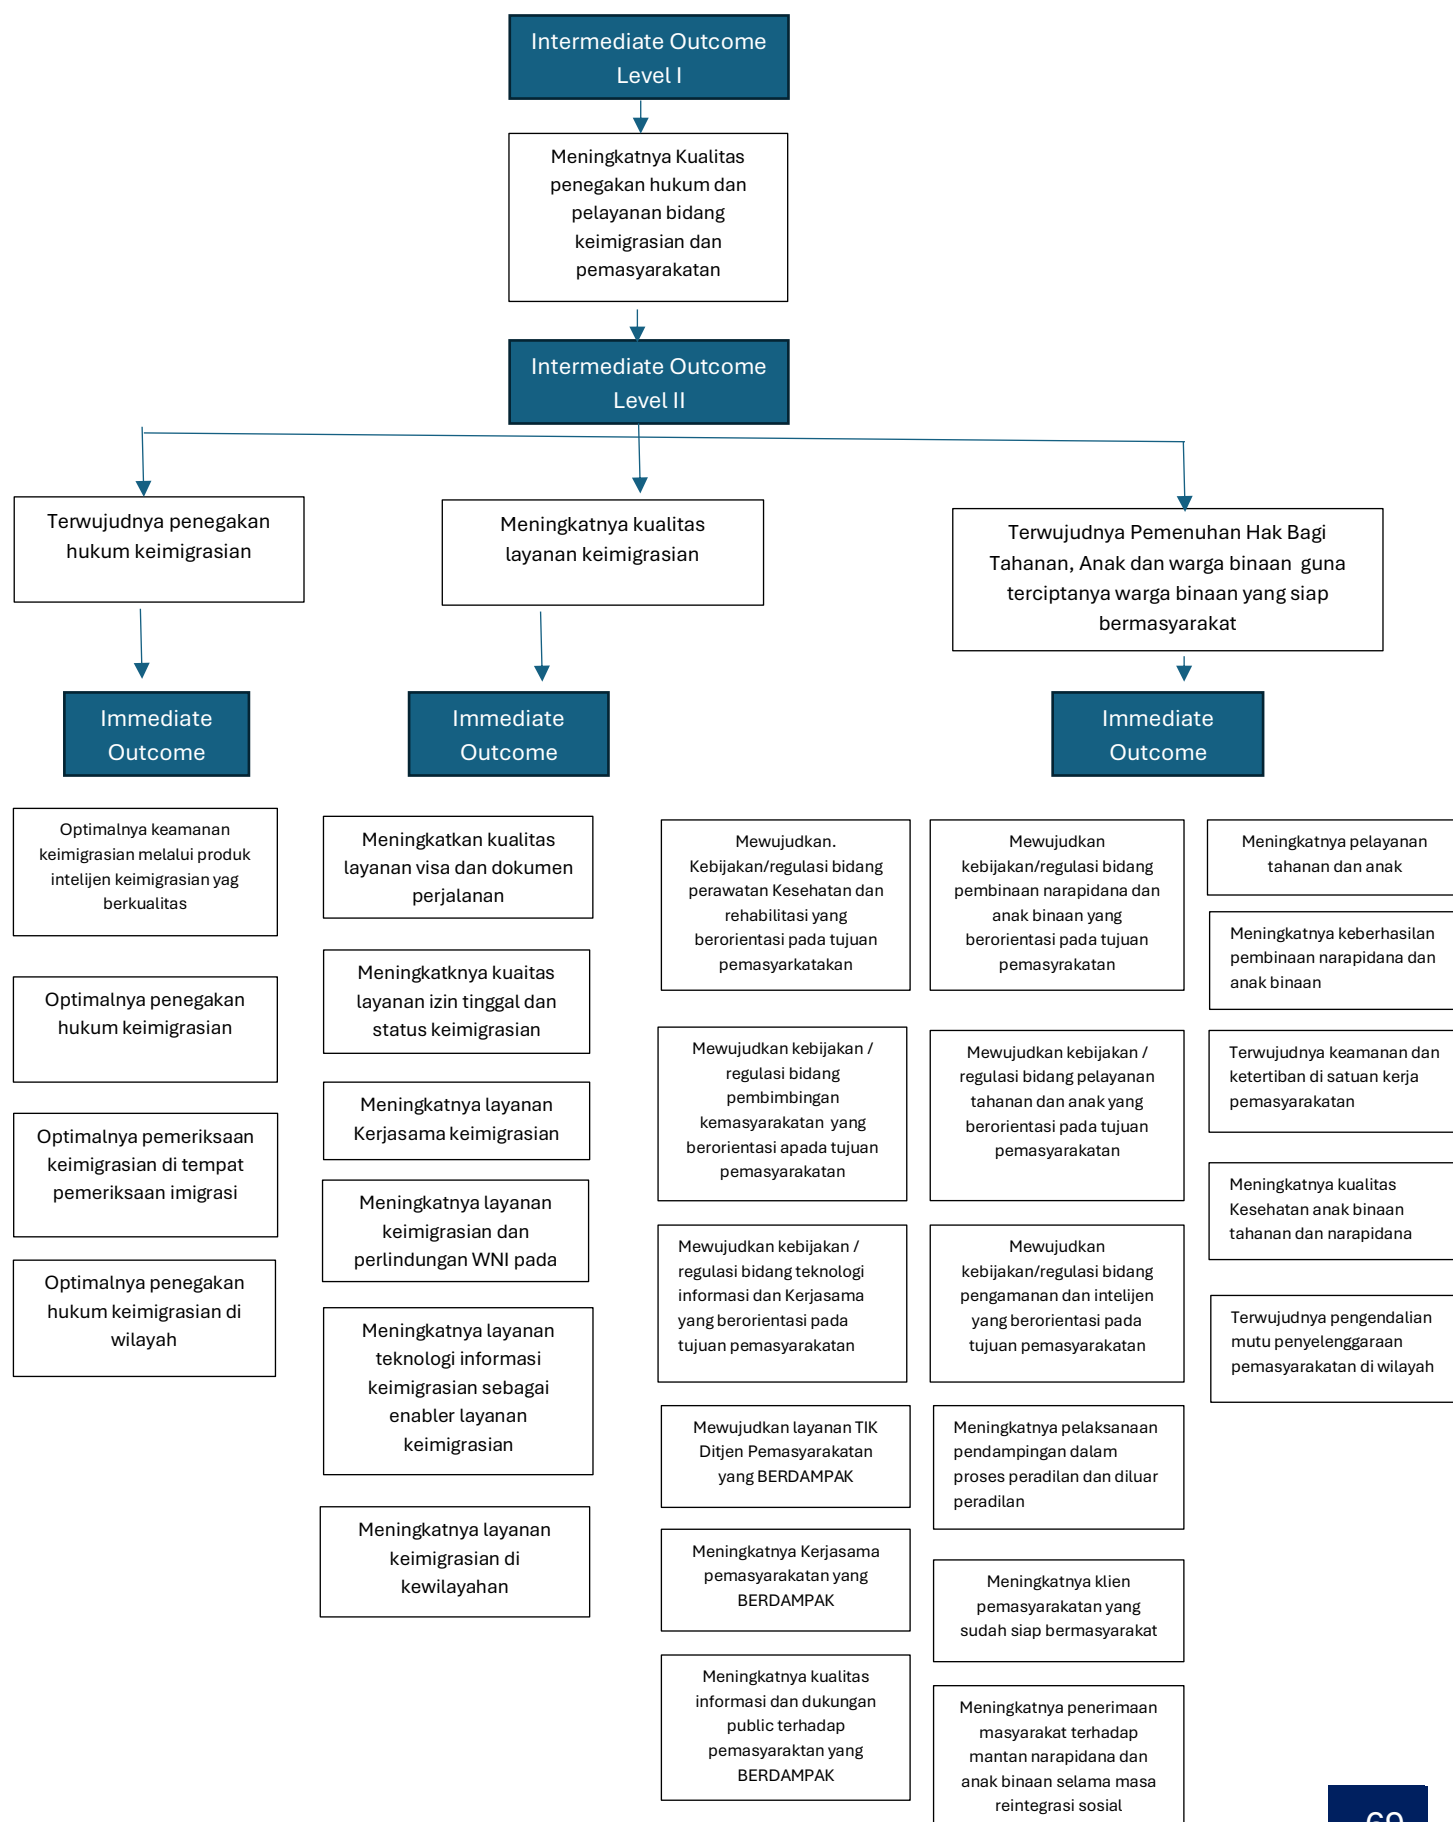 Intermediate Outcome
Level I
Meningkatnya Kualitas
penegakan hukum dan
pelayanan bidang
keimigrasian dan
pemasyarakatan
Intermediate Outcome
Level II
Terwujudnya penegakan
hukum keimigrasian
Meningkatnya kualitas
layanan keimigrasian
Terwujudnya Pemenuhan Hak Bagi
Tahanan, Anak dan warga binaan  guna
terciptanya warga binaan yang siap
bermasyarakat
Immediate
Outcome
Immediate
Outcome
Immediate
Outcome
Optimalnya keamanan
keimigrasian melalui produk
intelijen keimigrasian yag
berkualitas
Optimalnya penegakan
hukum keimigrasian
Optimalnya pemeriksaan
keimigrasian di tempat
pemeriksaan imigrasi
Optimalnya penegakan
hukum keimigrasian di
wilayah
Meningkatkan kualitas
layanan visa dan dokumen
perjalanan
Meningkatknya kuaitas
layanan izin tinggal dan
status keimigrasian
Meningkatnya layanan
Kerjasama keimigrasian
Meningkatnya layanan
keimigrasian dan
perlindungan WNI pada
Meningkatnya layanan
teknologi informasi
keimigrasian sebagai
enabler layanan
keimigrasian
Meningkatnya layanan
keimigrasian di
kewilayahan
Mewujudkan.
Kebijakan/regulasi bidang
perawatan Kesehatan dan
rehabilitasi yang
berorientasi pada tujuan
pemasyarkatakan
Mewujudkan kebijakan /
regulasi bidang
pembimbingan
kemasyarakatan  yang
berorientasi apada tujuan
pemasyarakatan
Mewujudkan kebijakan /
regulasi bidang teknologi
informasi dan Kerjasama
yang berorientasi pada
tujuan pemasyarakatan
Mewujudkan layanan TIK
Ditjen Pemasyarakatan
yang BERDAMPAK
Meningkatnya Kerjasama
pemasyarakatan yang
BERDAMPAK
Meningkatnya kualitas
informasi dan dukungan
public terhadap
pemasyaraktan yang
BERDAMPAK
Mewujudkan
kebijakan/regulasi bidang
pembinaan narapidana dan
anak binaan yang
berorientasi pada tujuan
pemasyrakatan
Mewujudkan kebijakan /
regulasi bidang pelayanan
tahanan dan anak yang
berorientasi pada tujuan
pemasyarakatan
Mewujudkan
kebijakan/regulasi bidang
pengamanan dan intelijen
yang berorientasi pada
tujuan pemasyarakatan
Meningkatnya pelaksanaan
pendampingan dalam
proses peradilan dan diluar
peradilan
Meningkatnya klien
pemasyarakatan yang
sudah siap bermasyarakat
Meningkatnya penerimaan
masyarakat terhadap
mantan narapidana dan
anak binaan selama masa
reintegrasi sosial
Meningkatnya pelayanan
tahanan dan anak
Meningkatnya keberhasilan
pembinaan narapidana dan
anak binaan
Terwujudnya keamanan dan
ketertiban di satuan kerja
pemasyarakatan
Meningkatnya kualitas
Kesehatan anak binaan
tahanan dan narapidana
Terwujudnya pengendalian
mutu penyelenggaraan
pemasyarakatan di wilayah